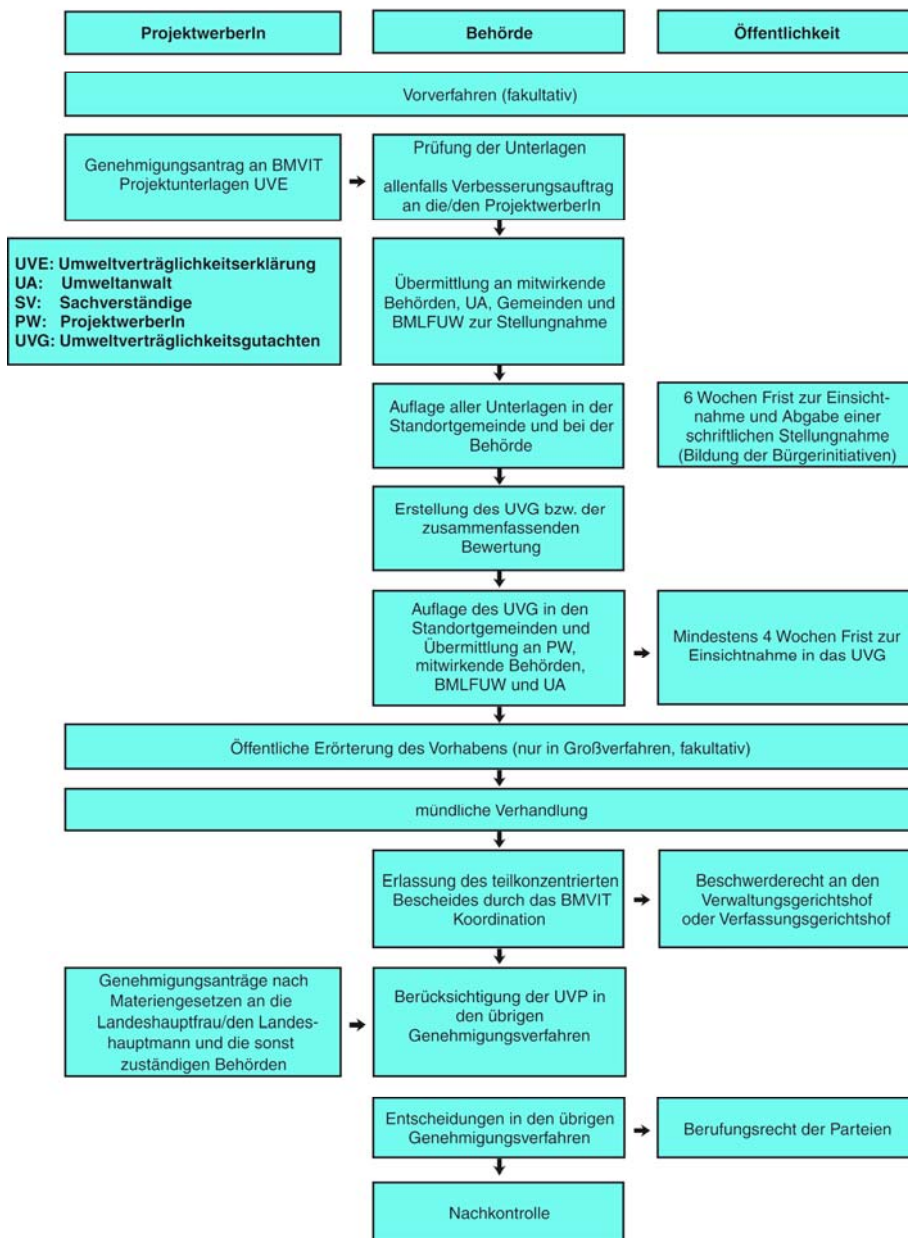 ProjektwerberIn
Behörde
Öffentlichkeit
Vorverfahren (fakultativ)
Genehmigungsantrag an BMVIT
Projektunterlagen UVE
Prüfung der Unterlagen
allenfalls Verbesserungsauftrag
an die/den ProjektwerberIn
UVE: Umweltverträglichkeitserklärung
UA: Umweltanwalt
SV: Sachverständige
PW: ProjektwerberIn
UVG: Umweltverträglichkeitsgutachten
Übermittlung an mitwirkende
Behörden, UA, Gemeinden und
BMLFUW zur Stellungnahme
Auflage aller Unterlagen in der
Standortgemeinde und bei der
Behörde
6 Wochen Frist zur Einsicht-
nahme und Abgabe einer
schriftlichen Stellungnahme
(Bildung der Bürgerinitiativen)
Erstellung des UVG bzw. der
zusammenfassenden
Bewertung
Auflage des UVG in den
Standortgemeinden und
Übermittlung an PW,
mitwirkende Behörden,
BMLFUW und UA
Mindestens 4 Wochen Frist zur
Einsichtnahme in das UVG
Öffentliche Erörterung des Vorhabens (nur in Großverfahren, fakultativ)
mündliche Verhandlung
Erlassung des teilkonzentrierten
Bescheides durch das BMVIT
Koordination
Beschwerderecht an den
Verwaltungsgerichtshof
oder Verfassungsgerichtshof
Genehmigungsanträge nach
Materiengesetzen an die
Landeshauptfrau/den Landes-
hauptmann und die sonst
zuständigen Behörden
Berücksichtigung der UVP in
den übrigen
Genehmigungsverfahren
Entscheidungen in den übrigen
Genehmigungsverfahren
Berufungsrecht der Parteien
Nachkontrolle